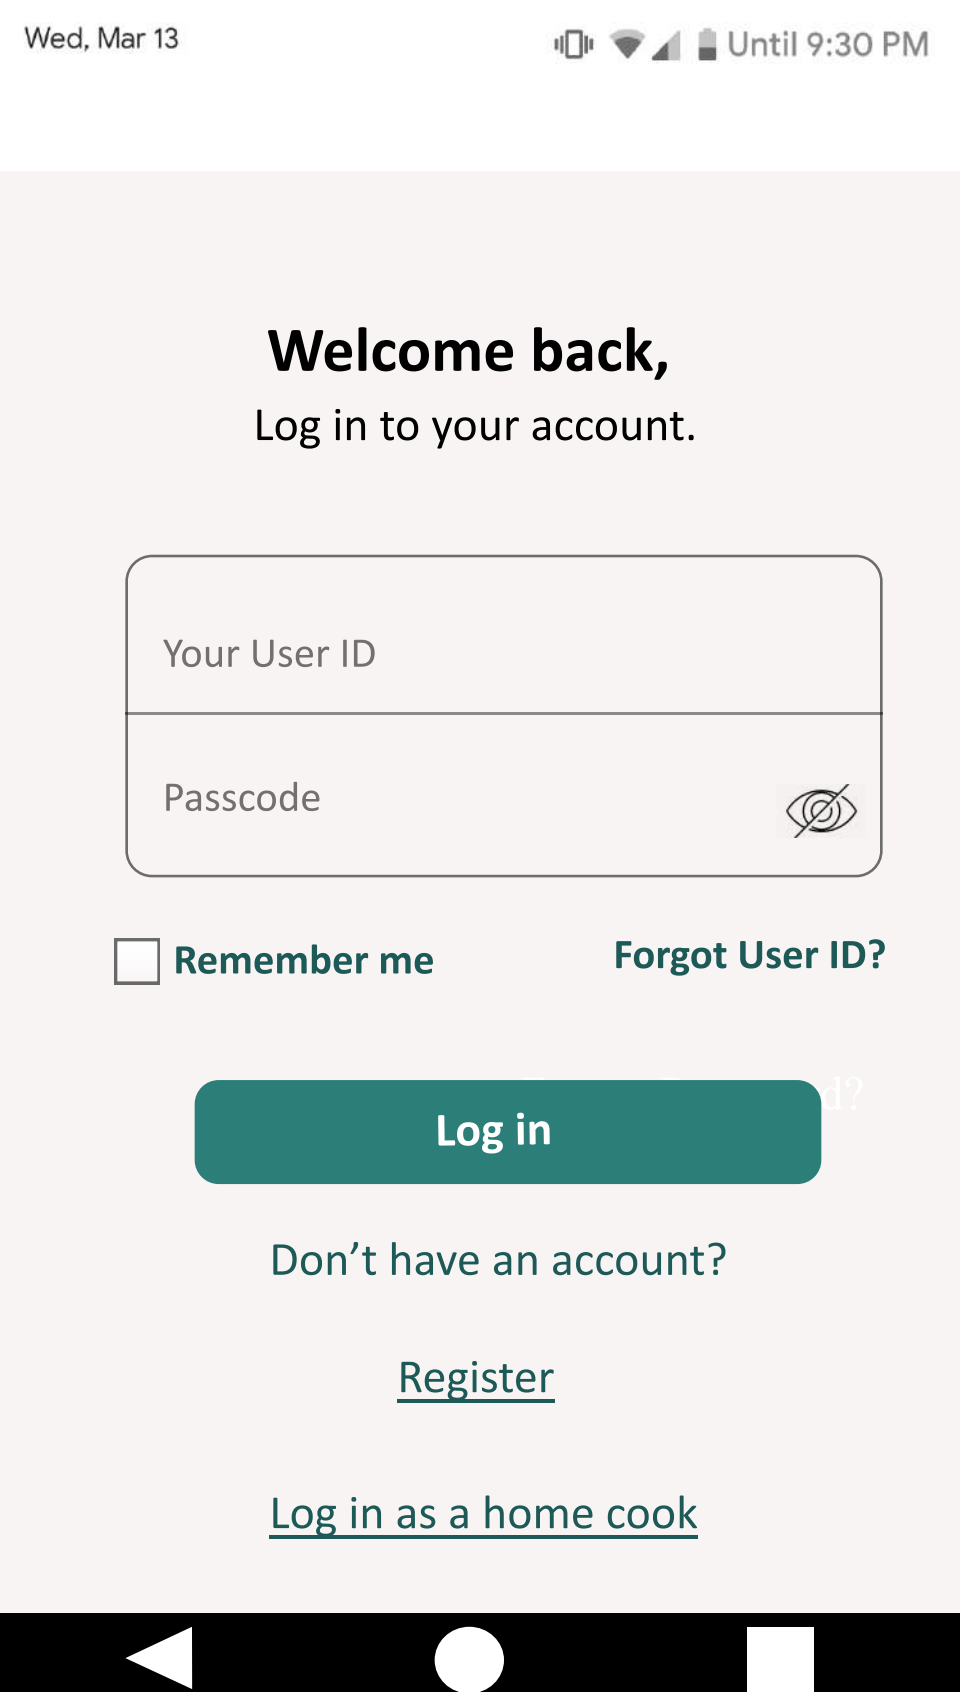 Wed, Mar 13
Until 9:30 PM
Welcome back,
Log in to your account.
Your User ID
Passcode
Remember me
Forgot User ID?
d?
Log in
Don’t have an account?
Register
Log in as a home cook